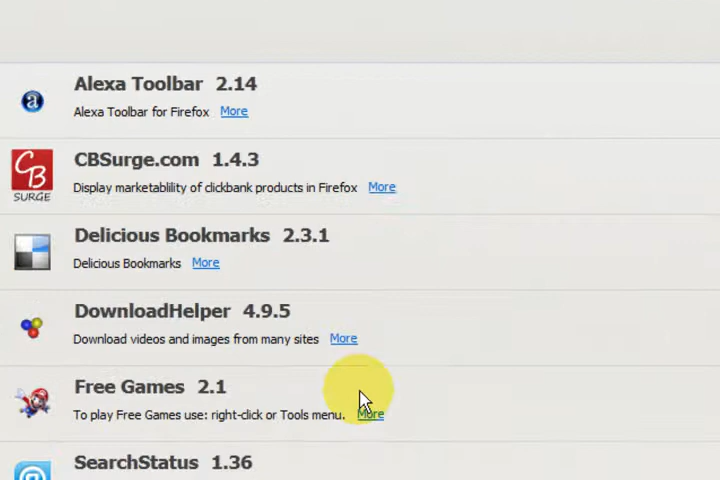 Alexa Toolbar 2.14
Alexa Toolbar for Firefox More
CB
SURGE
CBSurge.com 1.4.3
Display marketablility of clickbank products in Firefox More
Delicious Bookmarks 2.3.1
Delicious Bookmarks More
DownloadHelper 4.9.5
Download videos and images from many sites More
Free Games 2.1
To play Free Games use: right-click or Tools menu. More
SearchStatus 1.36